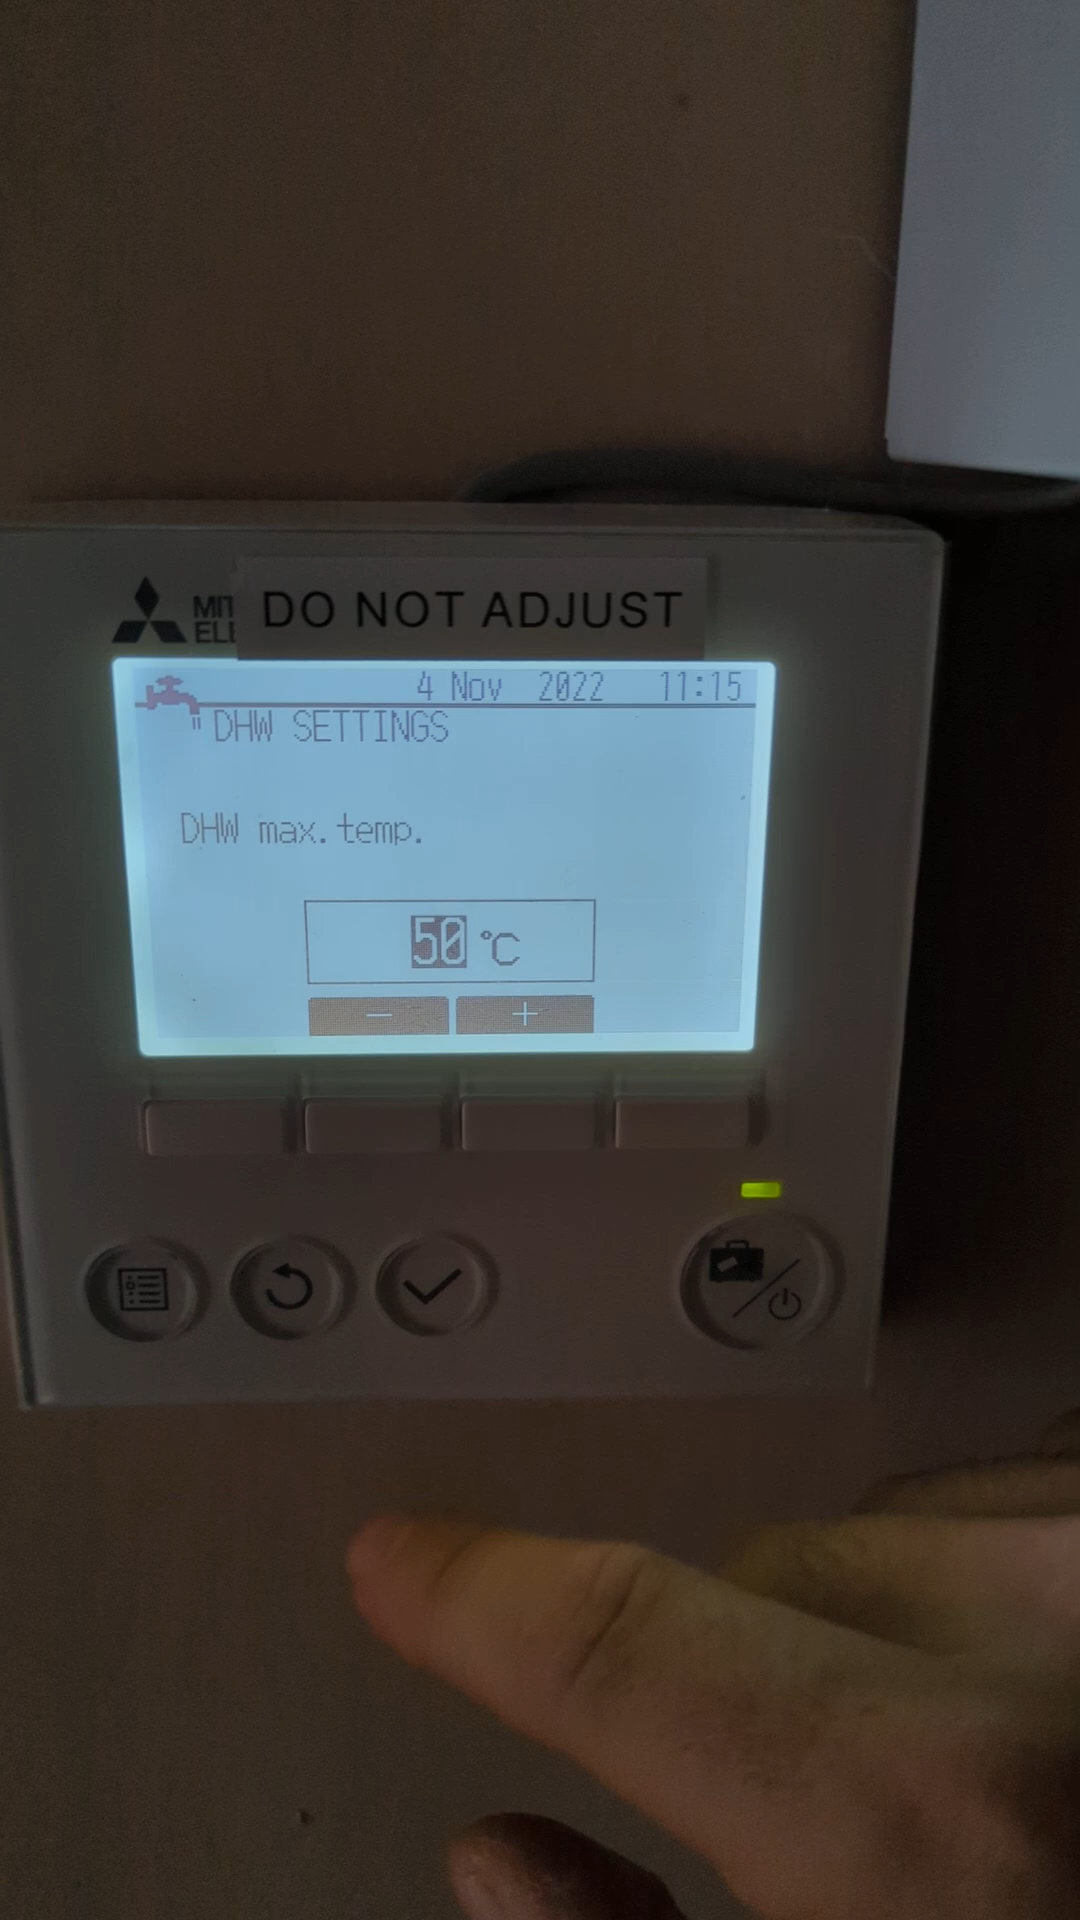 DO NOT ADJUST
4 Nov 2022 11:15
DHW SETTINGS
DHW max.temp.
50 °C
- +